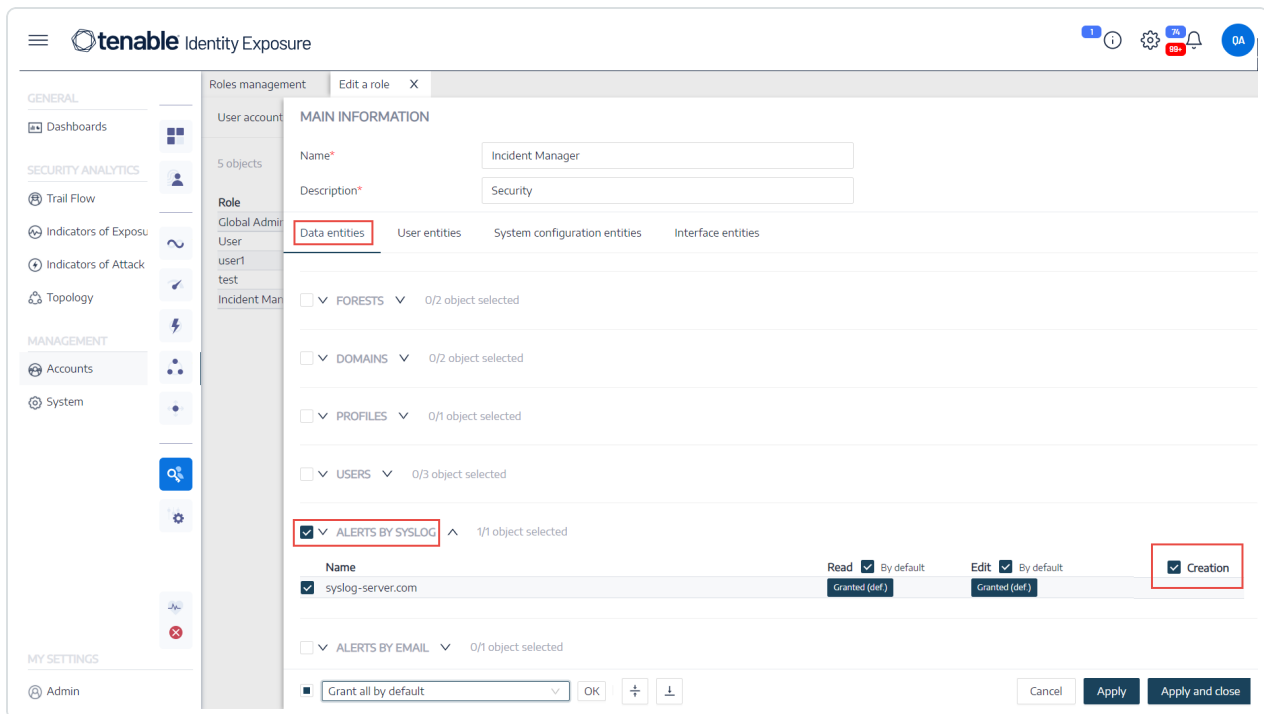 tenable Identity Exposure
1
74
99+
QA
Roles management
Edit a role X
GENERAL
Dashboards
SECURITY ANALYTICS
Trail Flow
Indicators of Exposu
Indicators of Attack
Topology
MANAGEMENT
Accounts
System
MY SETTINGS
Admin
User account
5 objects
Role
Global Admin
User
user1
test
Incident Man
MAIN INFORMATION
Name* Incident Manager
Description* Security
Data entities User entities System configuration entities Interface entities
FORESTS 0/2 object selected
DOMAINS 0/2 object selected
PROFILES 0/1 object selected
USERS 0/3 object selected
ALERTS BY SYSLOG 1/1 object selected
Name Read By default Edit By default Creation
syslog-server.com Granted (def.) Granted (def.)
ALERTS BY EMAIL 0/1 object selected
Grant all by default OK Cancel Apply Apply and close